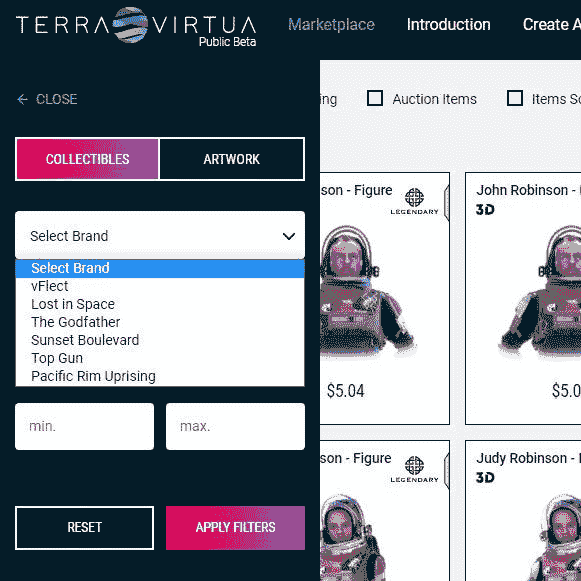 TERRA VIRTUA
Public Beta
Marketplace
Introduction
Create A
← CLOSE
ing
Auction Items
Items So
COLLECTIBLES
ARTWORK
Select Brand
Select Brand
vFlect
Lost in Space
The Godfather
Sunset Boulevard
Top Gun
Pacific Rim Uprising
min.
max.
RESET
APPLY FILTERS
son - Figure
LEGENDARY
$5.04
John Robinson -
3D
$5.0
son - Figure
LEGENDARY
Judy Robinson -
3D